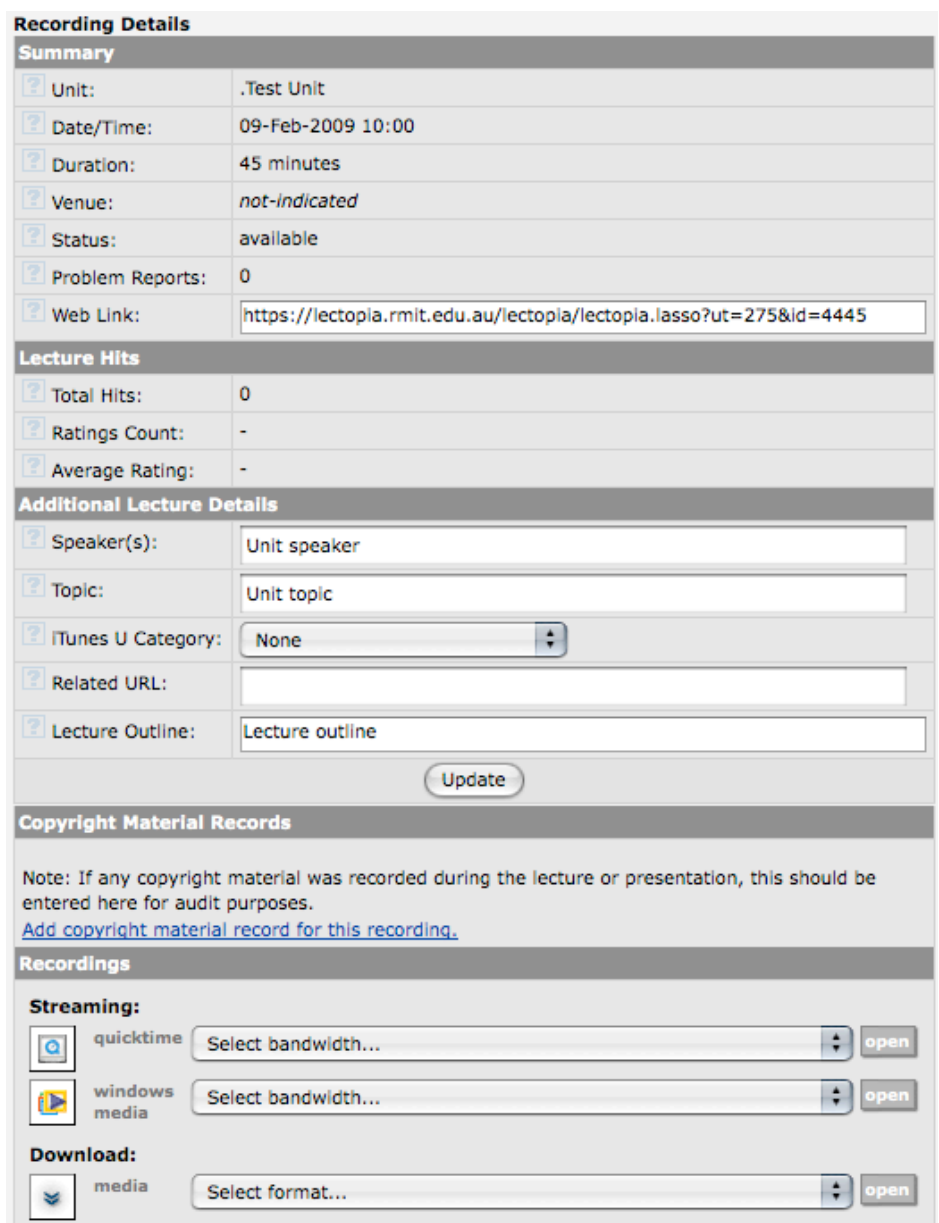 Recording Details
Summary
? Unit: .Test Unit
? Date/Time: 09-Feb-2009 10:00
? Duration: 45 minutes
? Venue: not-indicated
? Status: available
? Problem Reports: 0
? Web Link: https://lectopia.rmit.edu.au/lectopia/lectopia.lasso?ut=275&id=4445
Lecture Hits
? Total Hits: 0
? Ratings Count: -
? Average Rating: -
Additional Lecture Details
? Speaker(s): Unit speaker
? Topic: Unit topic
? iTunes U Category: None
? Related URL:
? Lecture Outline: Lecture outline
Update
Copyright Material Records
Note: If any copyright material was recorded during the lecture or presentation, this should be
entered here for audit purposes.
Add copyright material record for this recording.
Recordings
Streaming:
quicktime Select bandwidth... open
windows
media Select bandwidth... open
Download:
media Select format... open